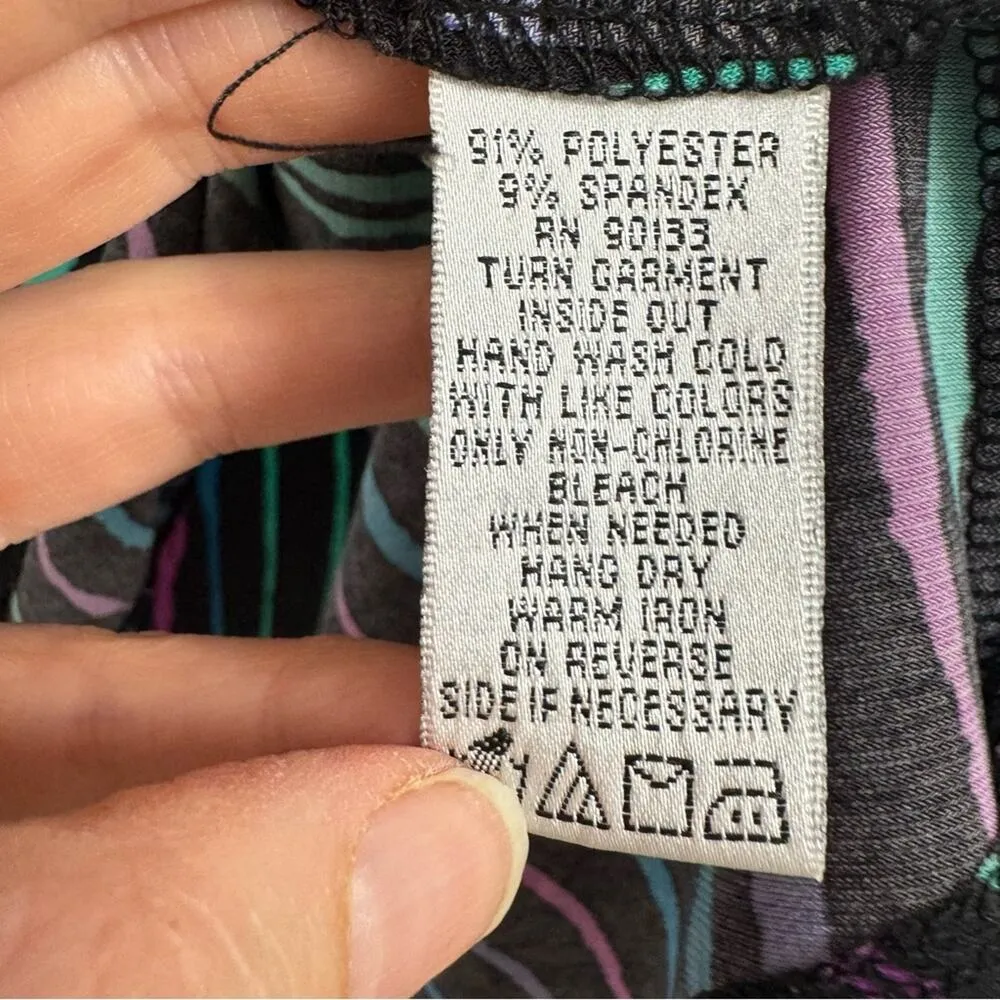 91% POLYESTER
9% SPANDEX
RN 90133
TURN GARMENT
INSIDE OUT
HAND WASH COLD
WITH LIKE COLORS
ONLY NON-CHLORINE
BLEACH
WHEN NEEDED
HANG DRY
WARM IRON
ON REVERSE
SIDE IF NECESSARY